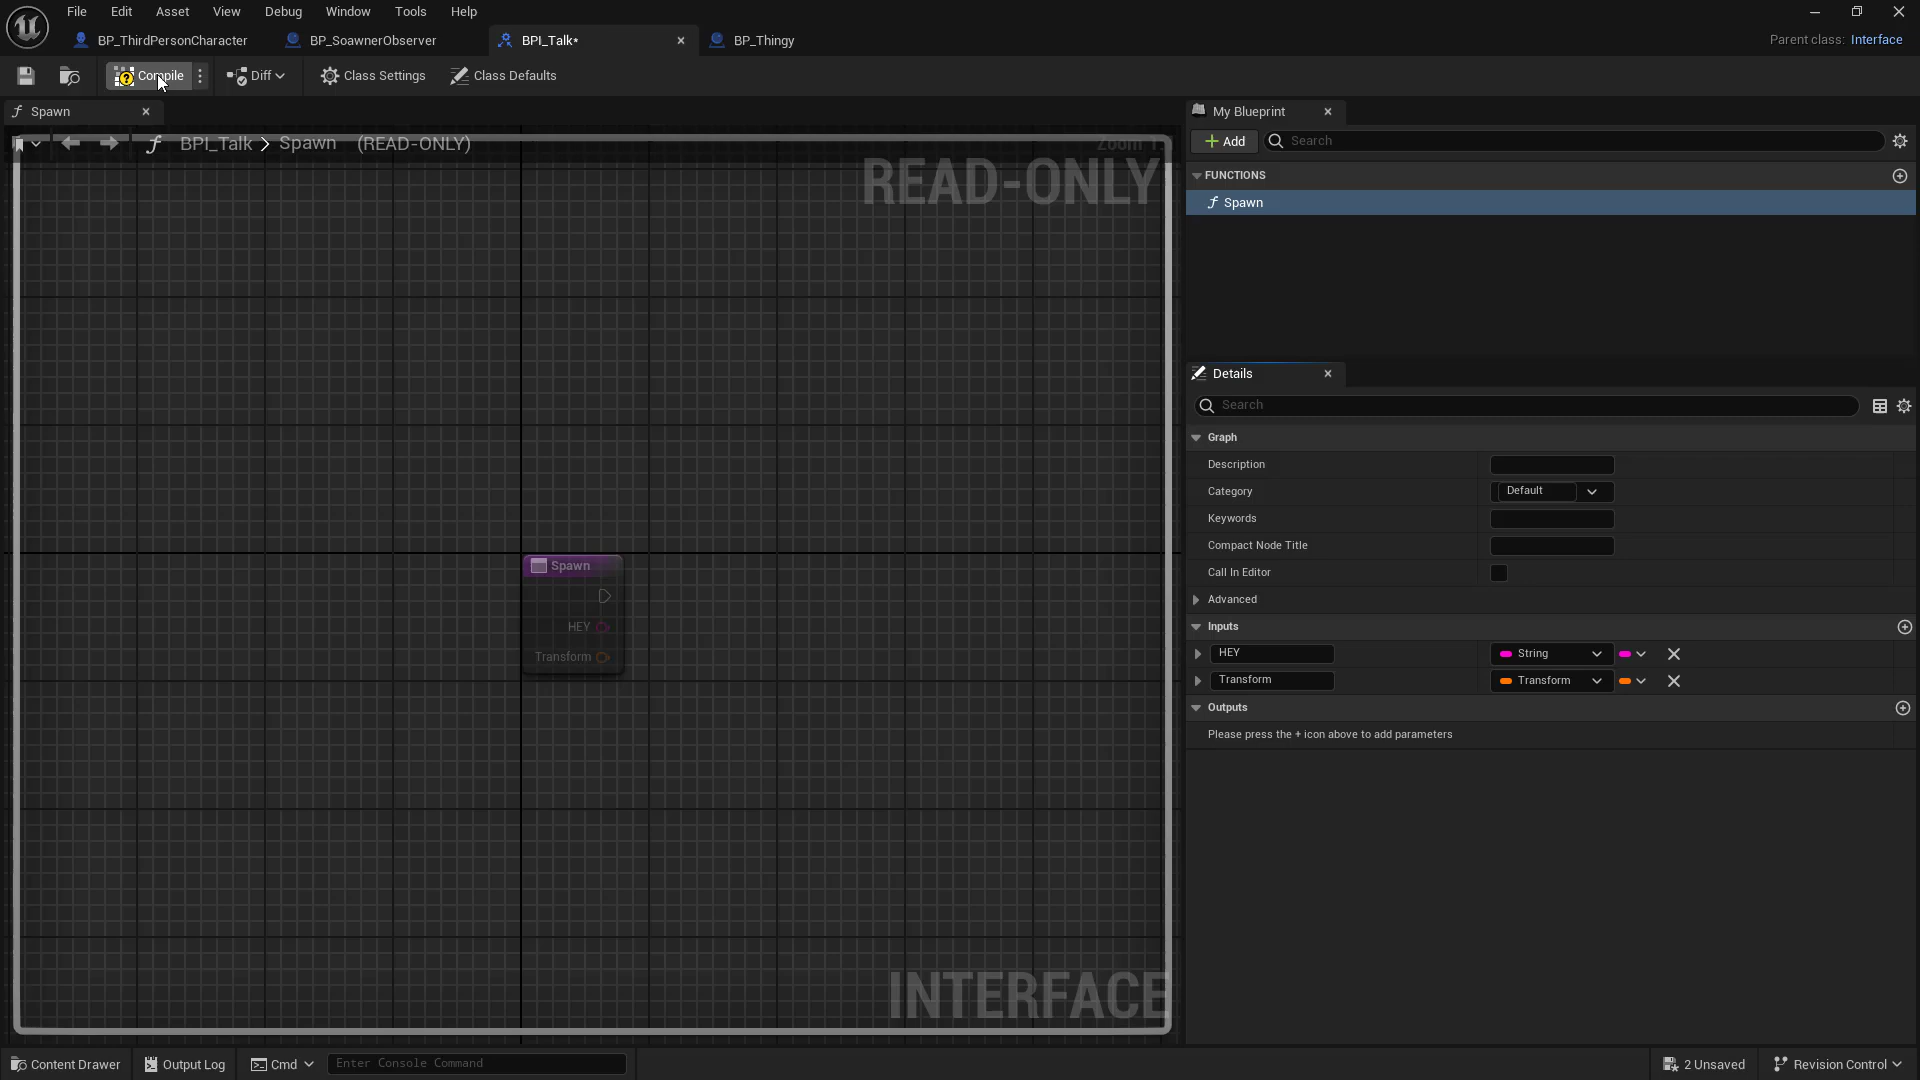 File Edit Asset View Debug Window Tools Help
BP_ThirdPersonCharacter BP_SoawnerObserver BPI_Talk* BP_Thingy Parent class: Interface
Compile Diff Class Settings Class Defaults
Spawn
BPI_Talk > Spawn (READ-ONLY)
READ-ONLY
Spawn
HEY
Transform
INTERFACE
My Blueprint
Add Search
FUNCTIONS
Spawn
Details
Search
Graph
Description
Category Default
Keywords
Compact Node Title
Call In Editor
Advanced
Inputs
HEY String
Transform Transform
Outputs
Please press the + icon above to add parameters
Content Drawer Output Log Cmd Enter Console Command 2 Unsaved Revision Control